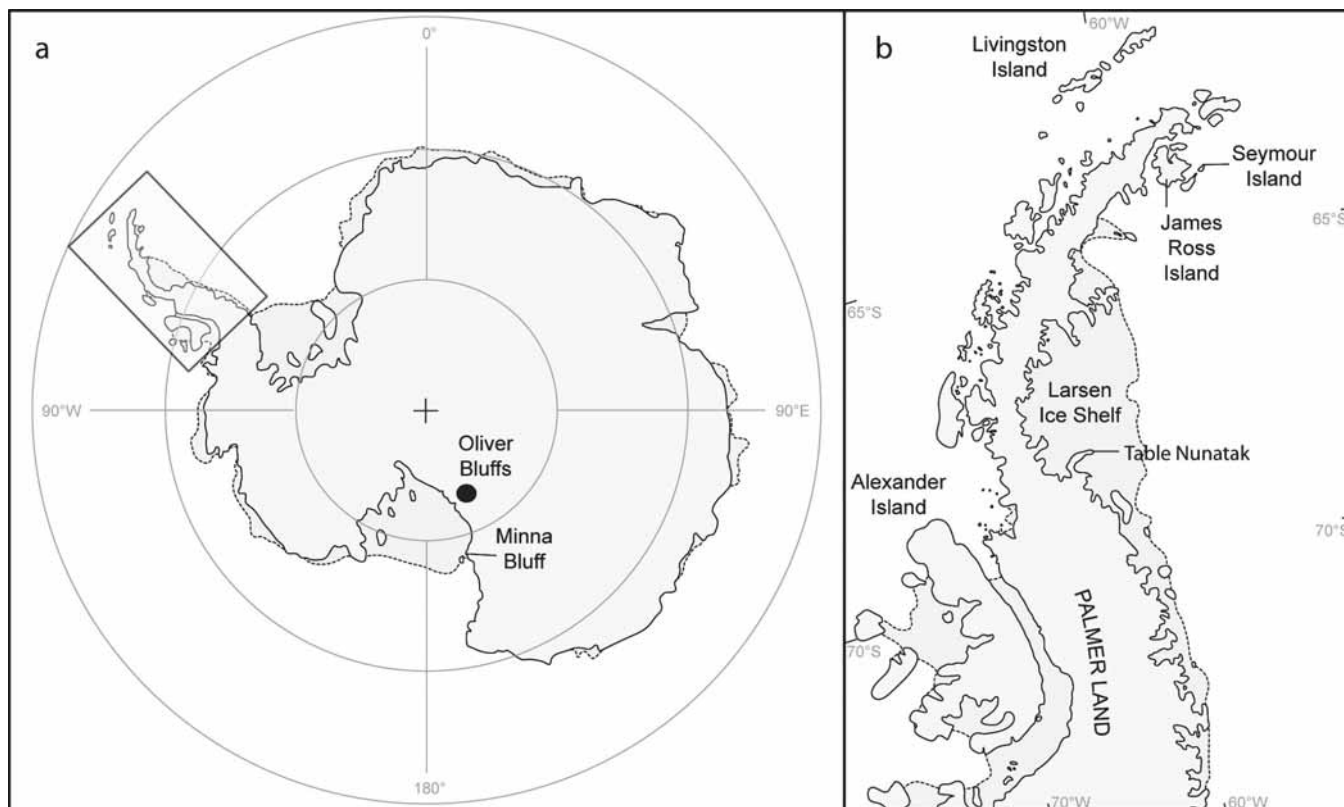 a
0°
90°W
90°E
Oliver
Bluffs
Minna
Bluff
180°
b
60°W
Livingston
Island
Seymour
Island
65°S
James
Ross
Island
65°S
Larsen
Ice Shelf
Table Nunatak
Alexander
Island
70°S
PALMER LAND
70°S
70°W
60°W